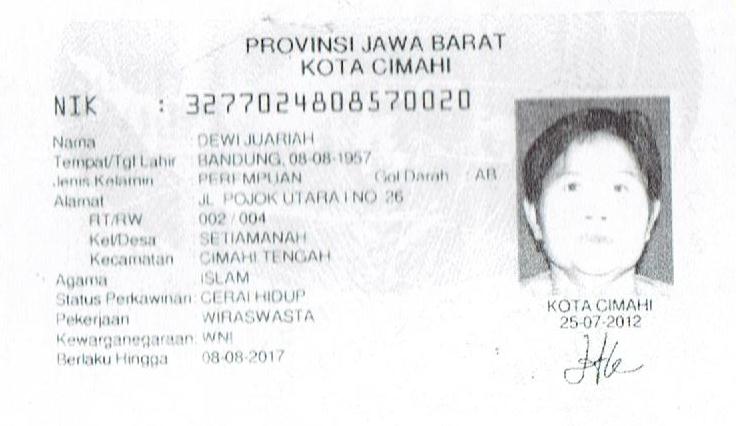 PROVINSI JAWA BARAT
KOTA CIMAHI
NIK : 3277024808570020
Nama : DEWI JUARIAH
Tempat/Tgl Lahir : BANDUNG, 08-08-1957
Jenis Kelamin : PEREMPUAN Gol Darah : AB
Alamat : JL. POJOK UTARA I NO 26
RT/RW : 002 / 004
Kel/Desa : SETIAMANAH
Kecamatan : CIMAHI TENGAH
Agama : ISLAM
Status Perkawinan: CERAI HIDUP
Pekerjaan : WIRASWASTA
Kewarganegaraan: WNI
Berlaku Hingga : 08-08-2017
KOTA CIMAHI
25-07-2012